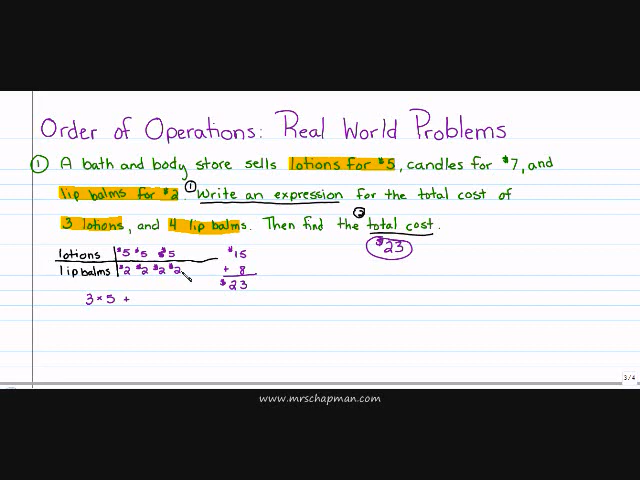 Order of Operations: Real World Problems
① A bath and body store sells lotions for $5, candles for $7, and
lip balms for $2. ① Write an expression for the total cost of
3 lotions, and 4 lip balms. Then find the ② total cost.
$23
lotions | $5 $5 $5
lip balms | $2 $2 $2 $2
$15
+ 8
$23
3 × 5 +
3/4
www.mrschapman.com